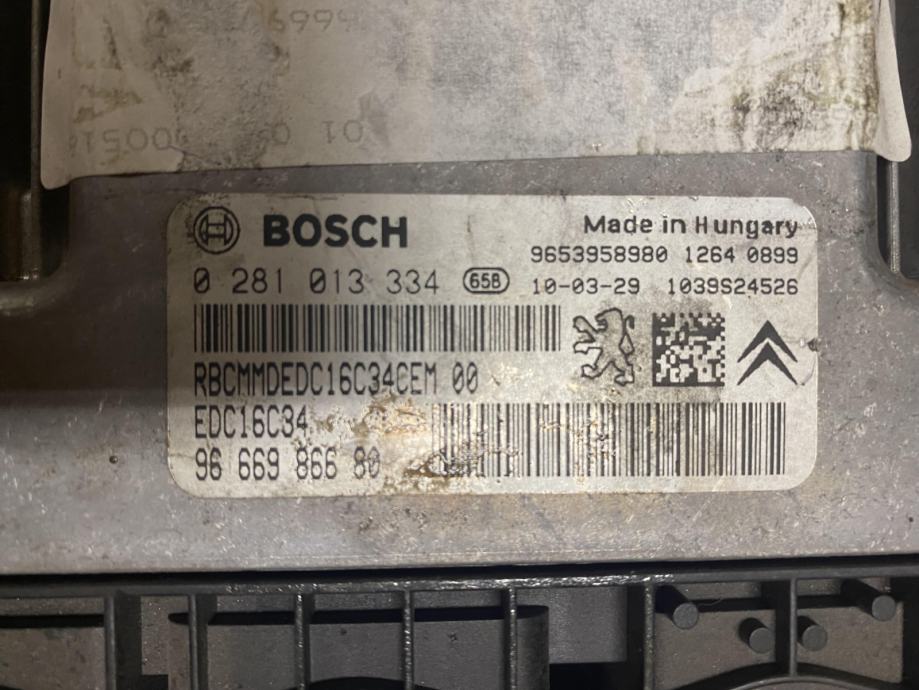 BOSCH
Made in Hungary
9653958980 1264 0899
0 281 013 334 65B 10-03-29 1039S24526
RBCMMDEDC16C34CEM 00
EDC16C34
96 669 866 80